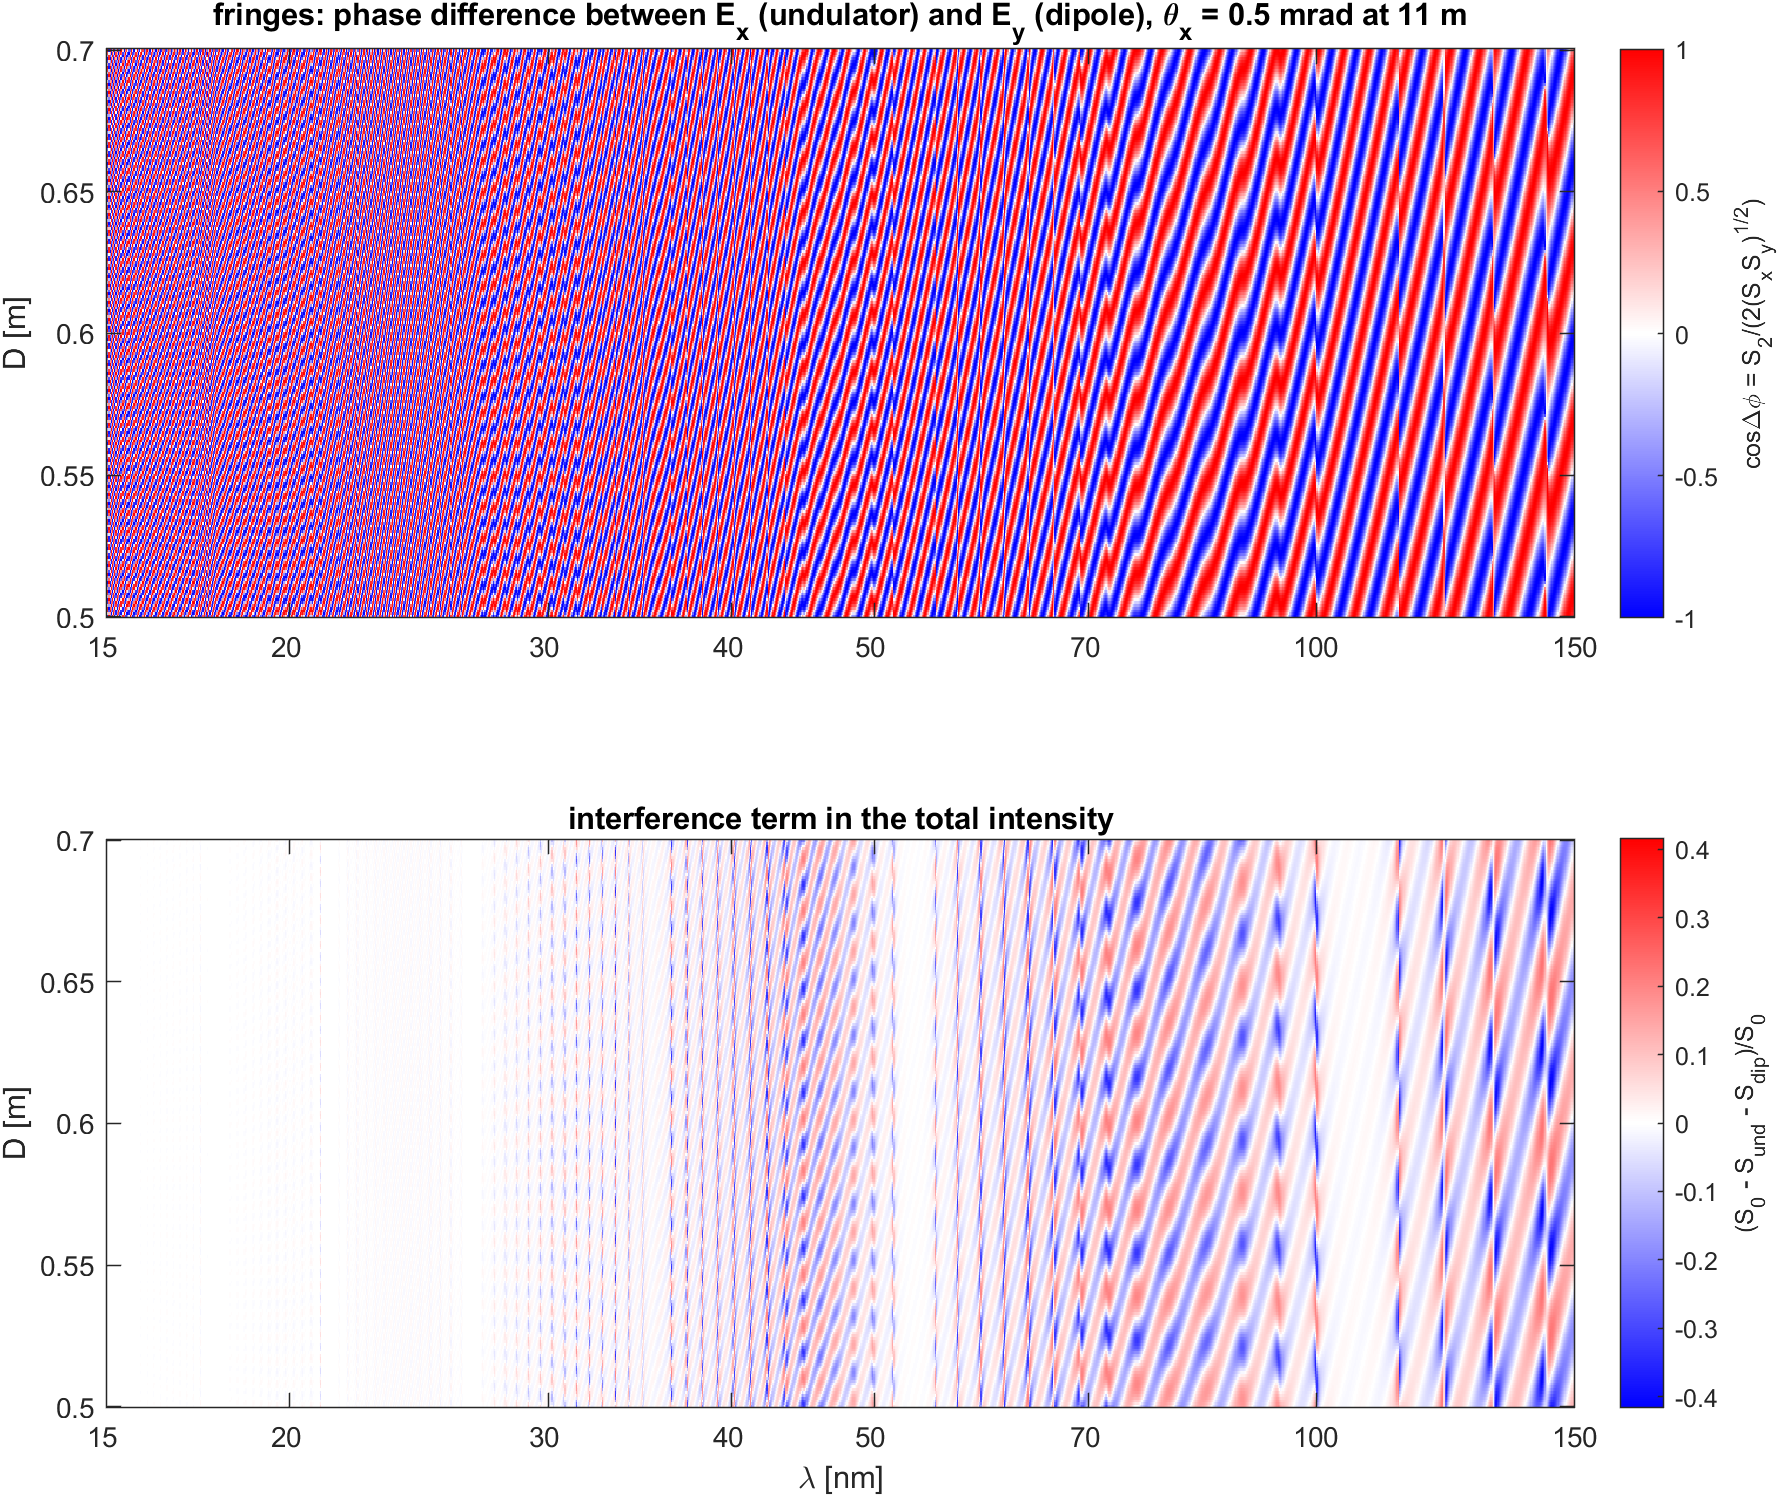 fringes: phase difference between E_x (undulator) and E_y (dipole), θ_x = 0.5 mrad at 11 m
0.7
0.65
0.6
0.55
0.5
D [m]
15 20 30 40 50 70 100 150
1
0.5
0
-0.5
-1
cosΔϕ = S_2/(2(S_x S_y)^1/2)
interference term in the total intensity
0.7
0.65
0.6
0.55
0.5
D [m]
15 20 30 40 50 70 100 150
λ [nm]
0.4
0.3
0.2
0.1
0
-0.1
-0.2
-0.3
-0.4
(S_0 - S_und - S_dip)/S_0